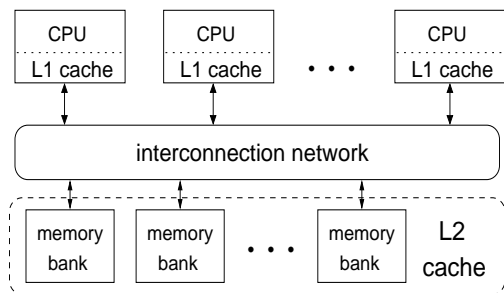 CPU
L1 cache
CPU
L1 cache
CPU
L1 cache
interconnection network
memory
bank
memory
bank
memory
bank
L2
cache